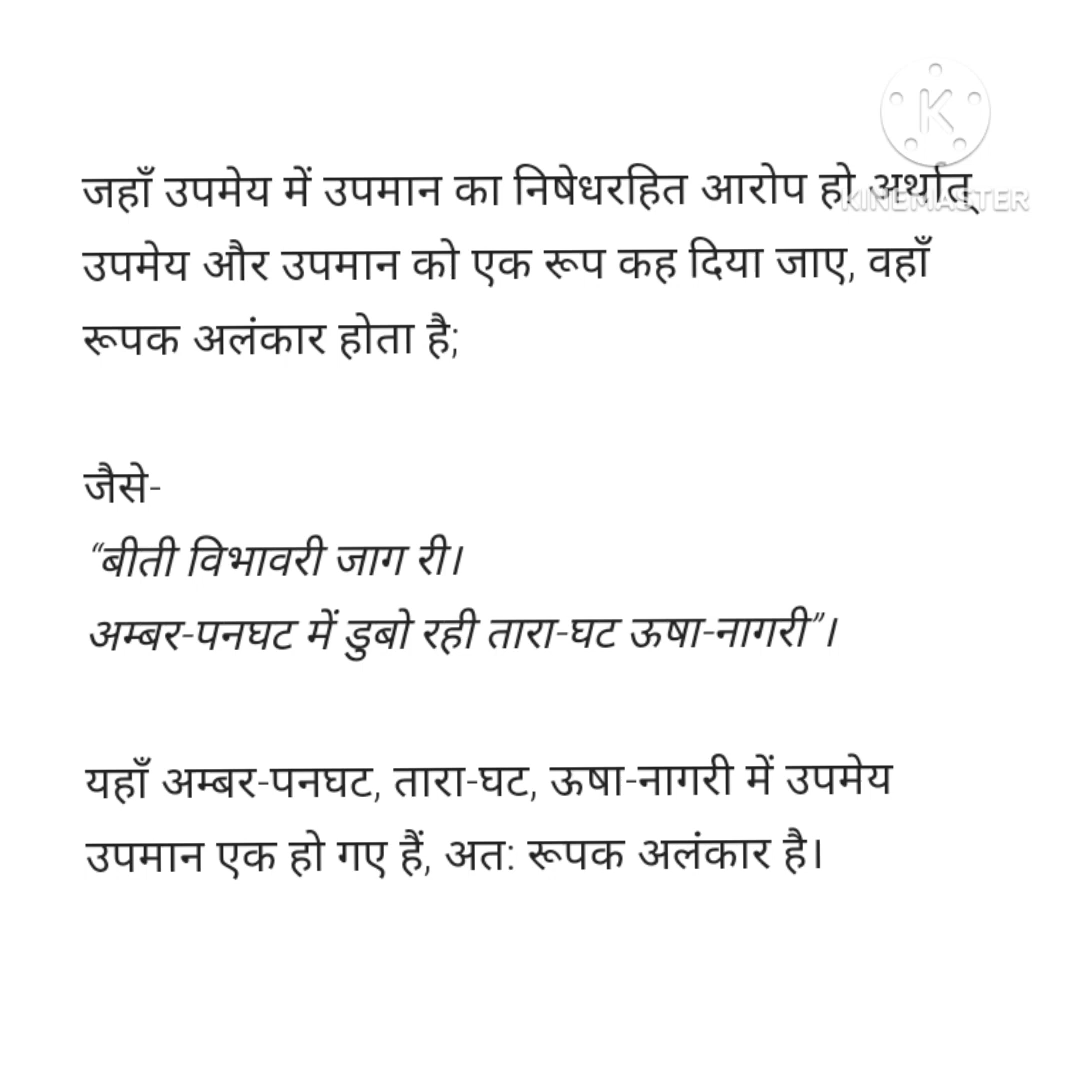 K
KINEMASTER
जहाँ उपमेय में उपमान का निषेधरहित आरोप हो अर्थात्
उपमेय और उपमान को एक रूप कह दिया जाए, वहाँ
रूपक अलंकार होता है;
जैसे-
“बीती विभावरी जाग री।
अम्बर-पनघट में डुबो रही तारा-घट ऊषा-नागरी”।
यहाँ अम्बर-पनघट, तारा-घट, ऊषा-नागरी में उपमेय
उपमान एक हो गए हैं, अत: रूपक अलंकार है।